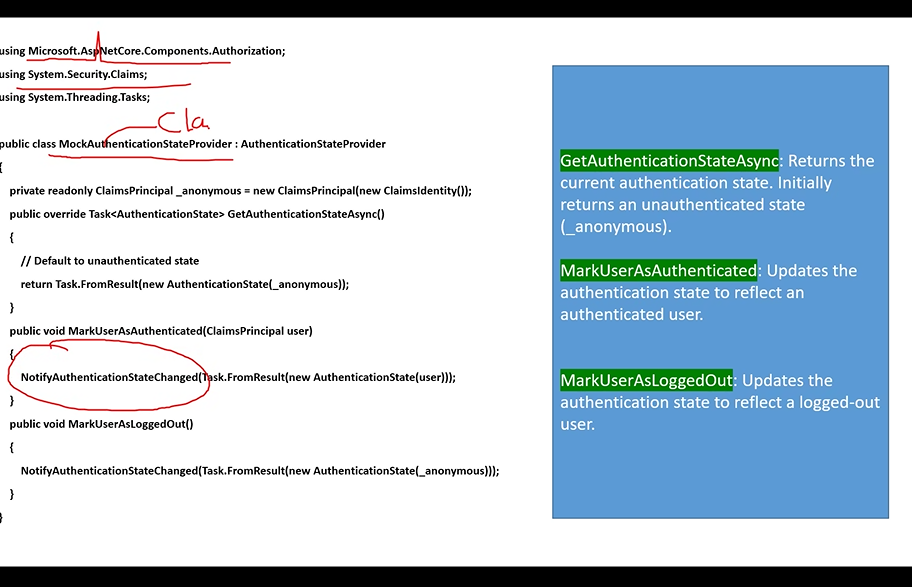 using Microsoft.AspNetCore.Components.Authorization;
using System.Security.Claims;
using System.Threading.Tasks;
Cla
public class MockAuthenticationStateProvider : AuthenticationStateProvider
{
private readonly ClaimsPrincipal _anonymous = new ClaimsPrincipal(new ClaimsIdentity());
public override Task<AuthenticationState> GetAuthenticationStateAsync()
{
// Default to unauthenticated state
return Task.FromResult(new AuthenticationState(_anonymous));
}
public void MarkUserAsAuthenticated(ClaimsPrincipal user)
{
NotifyAuthenticationStateChanged(Task.FromResult(new AuthenticationState(user)));
}
public void MarkUserAsLoggedOut()
{
NotifyAuthenticationStateChanged(Task.FromResult(new AuthenticationState(_anonymous)));
}
}
GetAuthenticationStateAsync: Returns the
current authentication state. Initially
returns an unauthenticated state
(_anonymous).
MarkUserAsAuthenticated: Updates the
authentication state to reflect an
authenticated user.
MarkUserAsLoggedOut: Updates the
authentication state to reflect a logged-out
user.